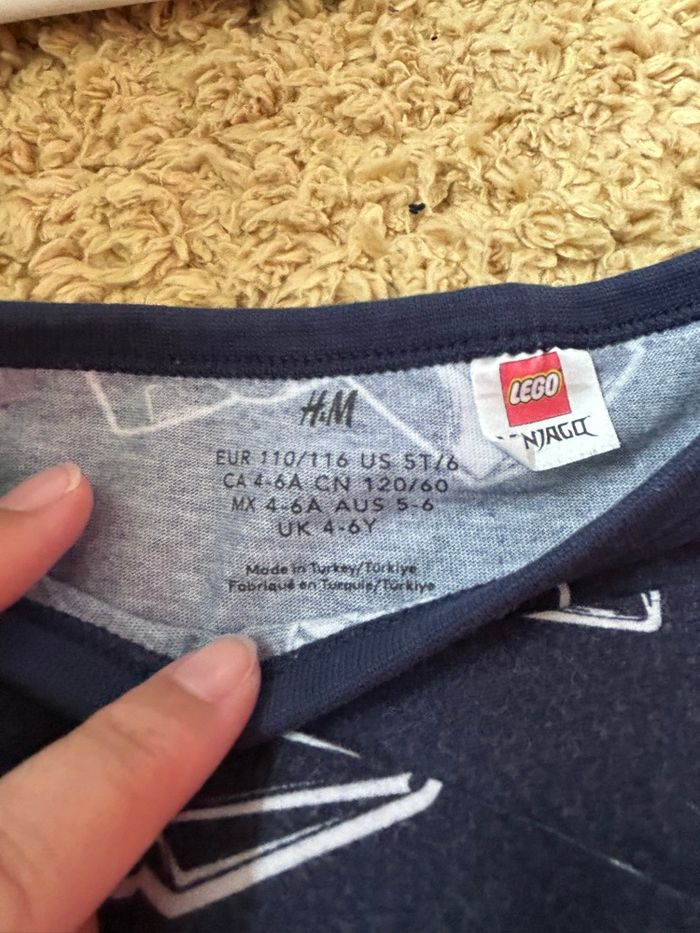 H&M
LEGO
NJAGO
EUR 110/116 US 5T/6
CA 4-6A CN 120/60
MX 4-6A AUS 5-6
UK 4-6Y
Made in Turkey/Türkiye
Fabriqué en Turquie/Türkiye